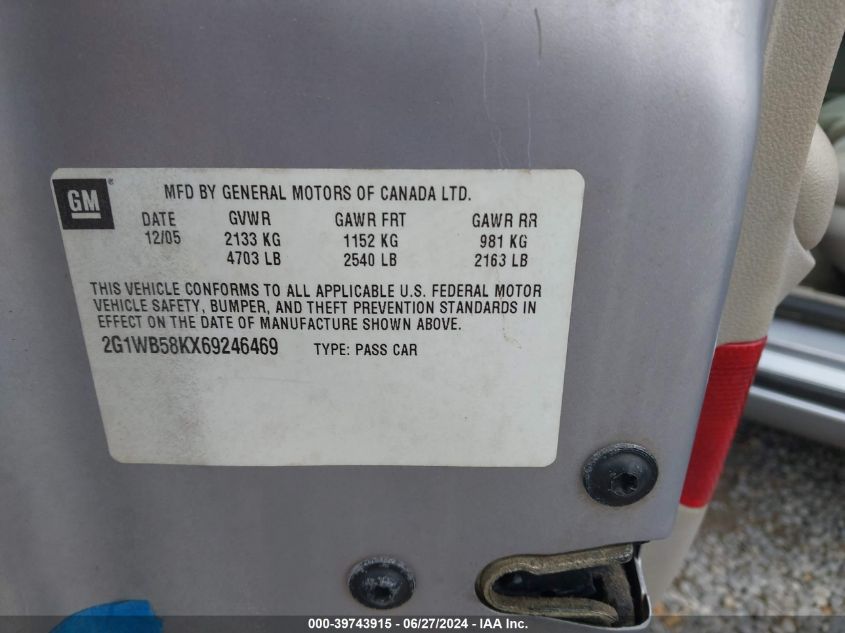 GM ® MFD BY GENERAL MOTORS OF CANADA LTD.
DATE GVWR GAWR FRT GAWR RR
12/05 2133 KG 1152 KG 981 KG
4703 LB 2540 LB 2163 LB
THIS VEHICLE CONFORMS TO ALL APPLICABLE U.S. FEDERAL MOTOR
VEHICLE SAFETY, BUMPER, AND THEFT PREVENTION STANDARDS IN
EFFECT ON THE DATE OF MANUFACTURE SHOWN ABOVE.
2G1WB58KX69246469 TYPE: PASS CAR
000-39743915 - 06/27/2024 - IAA Inc.